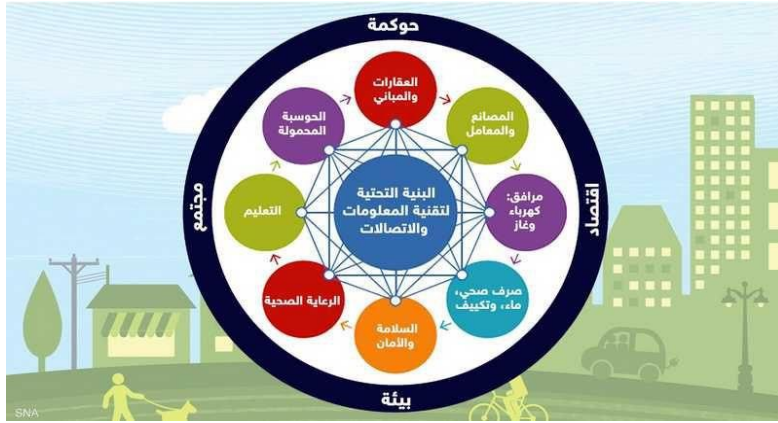 حوكمة
العقارات
والمباني
المصانع
والمعامل
مرافق:
كهرباء
وغاز
صرف صحي،
ماء، وتكييف
السلامة
والأمان
الرعاية الصحية
التعليم
الحوسبة
المحمولة
البنية التحتية
لتقنية المعلومات
والاتصالات
اقتصاد
بيئة
مجتمع
SNA